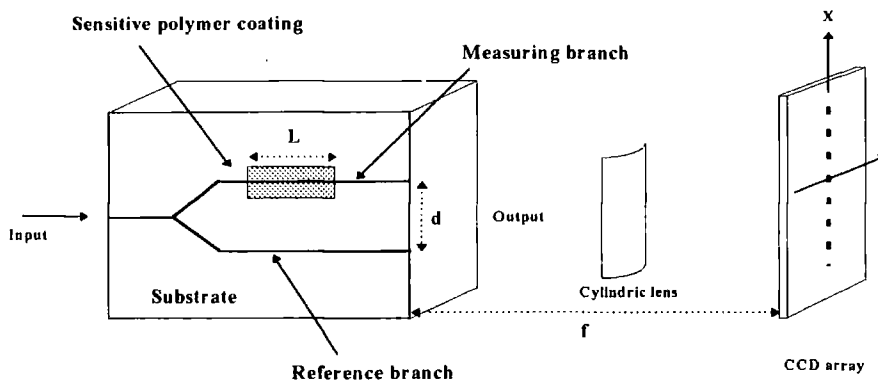 Sensitive polymer coating
X
Measuring branch
L
d
Input
Output
Substrate
Cylindric lens
f
Reference branch
CCD array